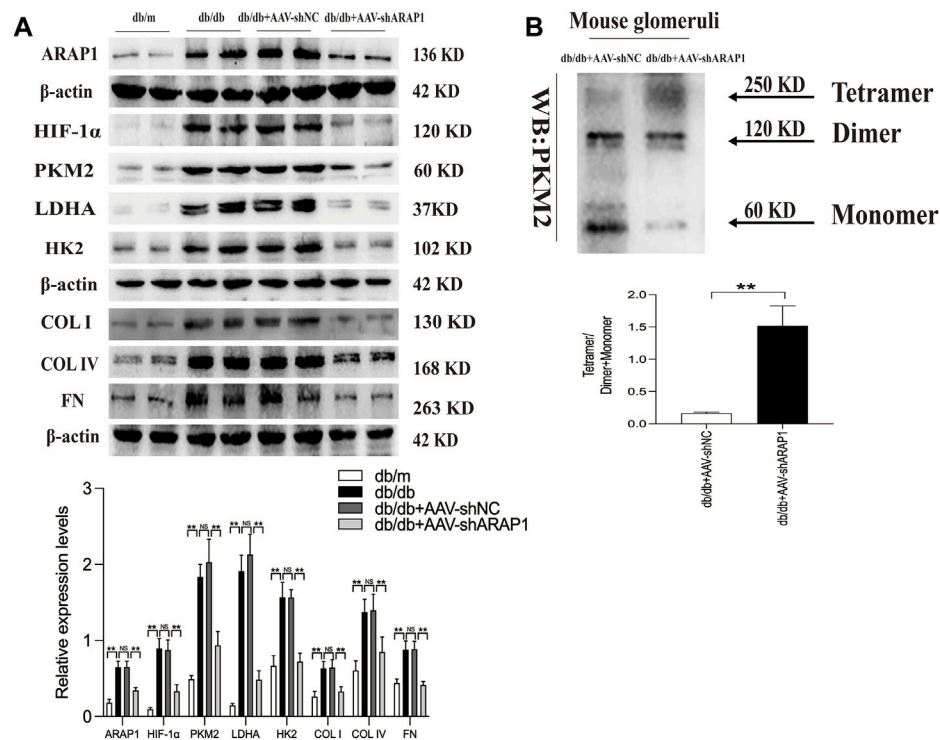 A
db/m db/db db/db+AAV-shNC db/db+AAV-shARAP1
ARAP1 136 KD
β-actin 42 KD
HIF-1α 120 KD
PKM2 60 KD
LDHA 37KD
HK2 102 KD
β-actin 42 KD
COL I 130 KD
COL IV 168 KD
FN 263 KD
β-actin 42 KD
Relative expression levels
3
2
1
0
db/m
db/db
db/db+AAV-shNC
db/db+AAV-shARAP1
** NS ** ** NS ** ** NS ** ** NS ** ** NS ** ** NS ** ** NS ** ** NS **
ARAP1 HIF-1α PKM2 LDHA HK2 COL I COL IV FN
B
Mouse glomeruli
db/db+AAV-shNC db/db+AAV-shARAP1
WB:PKM2
250 KD Tetramer
120 KD Dimer
60 KD Monomer
Tetramer/
Dimer+Monomer
2.0
1.5
1.0
0.5
0.0
**
db/db+AAV-shNC
db/db+AAV-shARAP1